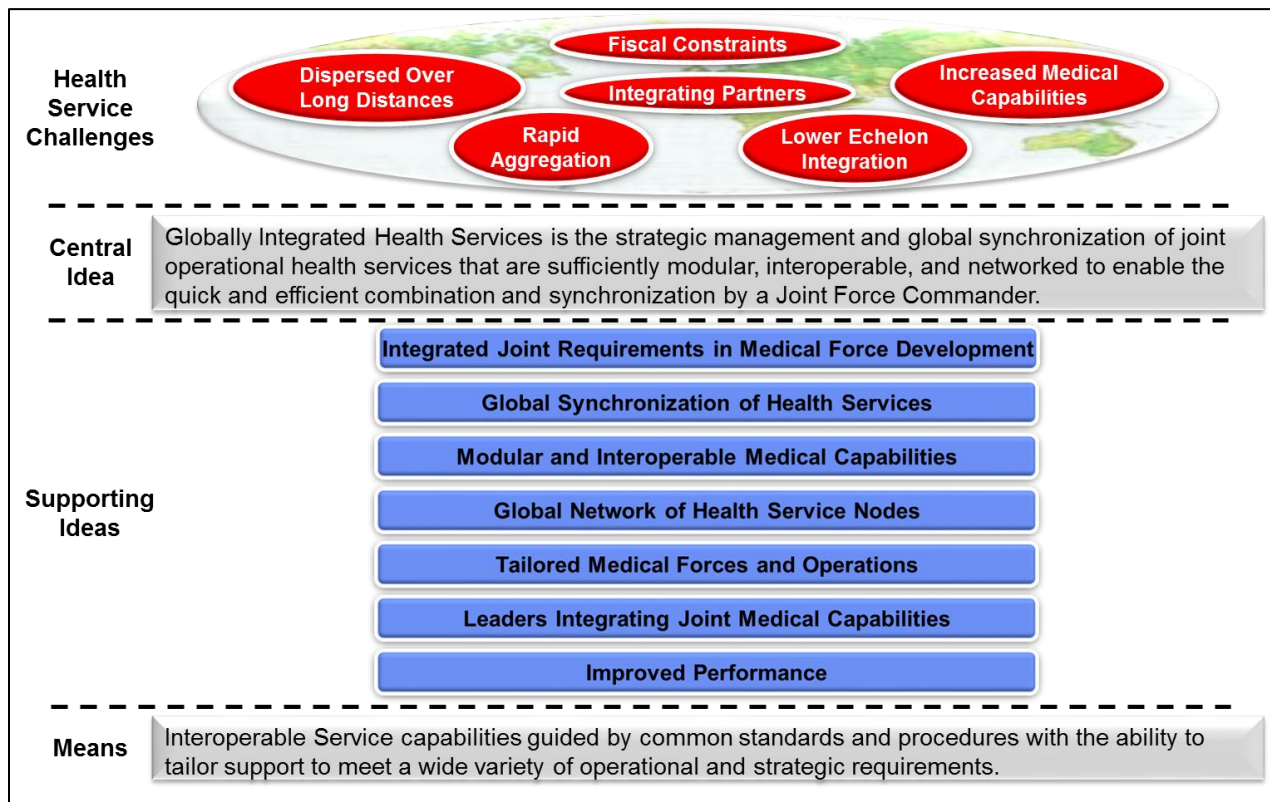 Health
Service
Challenges
Fiscal Constraints
Dispersed Over
Long Distances
Integrating Partners
Increased Medical
Capabilities
Rapid
Aggregation
Lower Echelon
Integration
Central
Idea
Globally Integrated Health Services is the strategic management and global synchronization of joint
operational health services that are sufficiently modular, interoperable, and networked to enable the
quick and efficient combination and synchronization by a Joint Force Commander.
Supporting
Ideas
Integrated Joint Requirements in Medical Force Development
Global Synchronization of Health Services
Modular and Interoperable Medical Capabilities
Global Network of Health Service Nodes
Tailored Medical Forces and Operations
Leaders Integrating Joint Medical Capabilities
Improved Performance
Means
Interoperable Service capabilities guided by common standards and procedures with the ability to
tailor support to meet a wide variety of operational and strategic requirements.